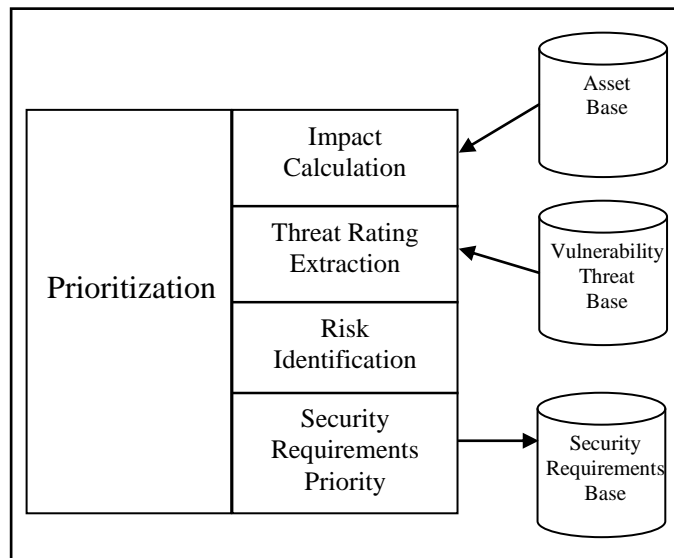 Prioritization
Impact
Calculation
Threat Rating
Extraction
Risk
Identification
Security
Requirements
Priority
Asset
Base
Vulnerability
Threat
Base
Security
Requirements
Base